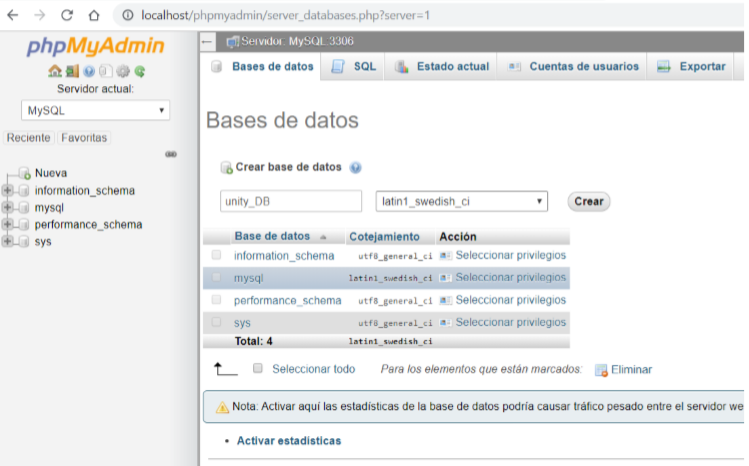 localhost/phpmyadmin/server_databases.php?server=1
phpMyAdmin
Servidor actual:
MySQL
Reciente Favoritas
Nueva
information_schema
mysql
performance_schema
sys
Servidor: MySQL:3306
Bases de datos SQL Estado actual Cuentas de usuarios Exportar
Bases de datos
Crear base de datos
unity_DB latin1_swedish_ci Crear
Base de datos Cotejamiento Acción
information_schema utf8_general_ci Seleccionar privilegios
mysql latin1_swedish_ci Seleccionar privilegios
performance_schema utf8_general_ci Seleccionar privilegios
sys utf8_general_ci Seleccionar privilegios
Total: 4 latin1_swedish_ci
Seleccionar todo Para los elementos que están marcados: Eliminar
Nota: Activar aquí las estadísticas de la base de datos podría causar tráfico pesado entre el servidor we
• Activar estadísticas